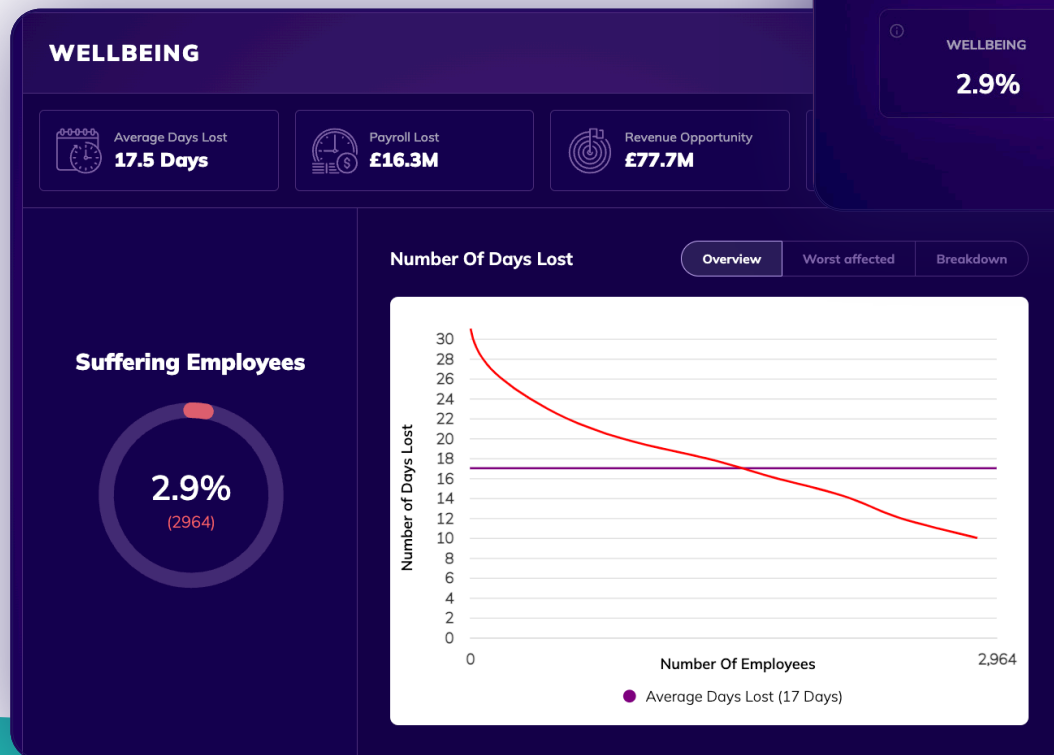 WELLBEING
WELLBEING
2.9%
Average Days Lost
17.5 Days
Payroll Lost
£16.3M
$
Revenue Opportunity
£77.7M
Number Of Days Lost
Overview
Worst affected
Breakdown
Suffering Employees
2.9%
(2964)
Number of Days Lost
30
28
26
24
22
20
18
16
14
12
10
8
6
4
2
0
0
Number Of Employees
2,964
Average Days Lost (17 Days)